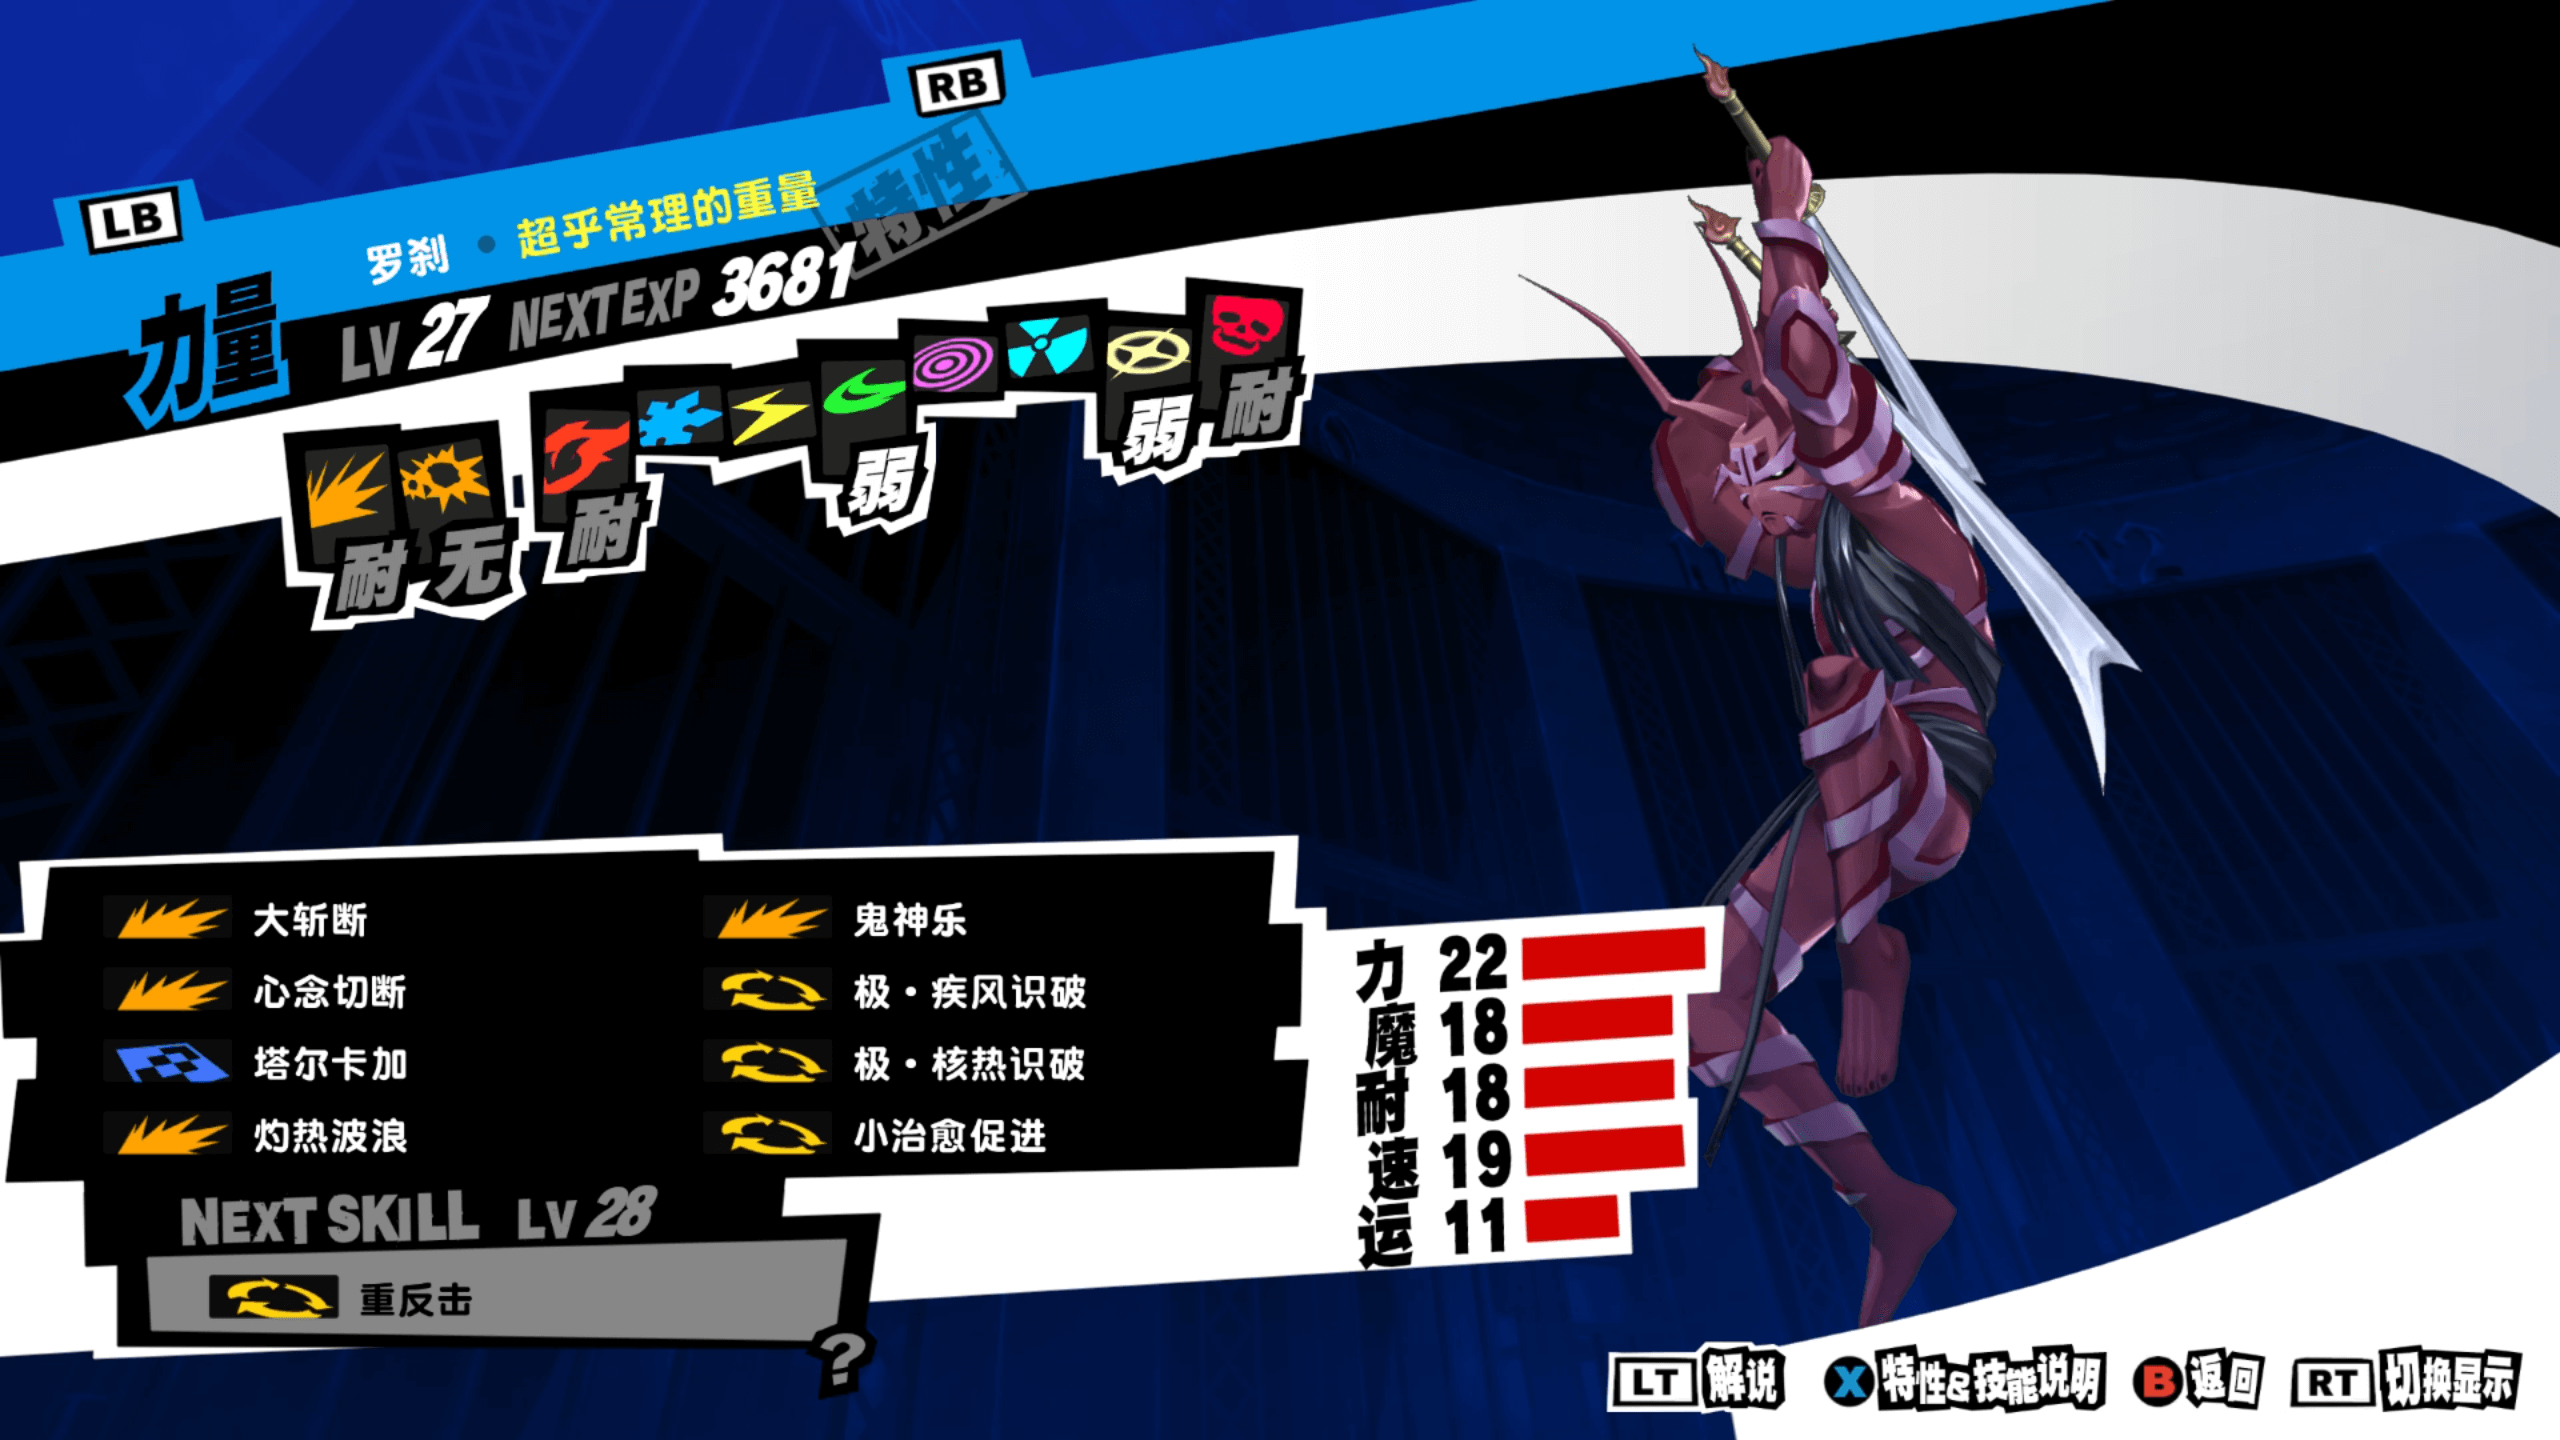 LB
RB
罗刹 · 超乎常理的重量
特性
力量
LV 27 NEXT EXP 3681
耐 无 耐 弱 弱 耐
大斩断
鬼神乐
心念切断
极・疾风识破
塔尔卡加
极・核热识破
灼热波浪
小治愈促进
NEXT SKILL LV 28
重反击
?
力 22
魔 18
耐 18
速 19
运 11
LT 解说 X 特性&技能说明 B 返回 RT 切换显示